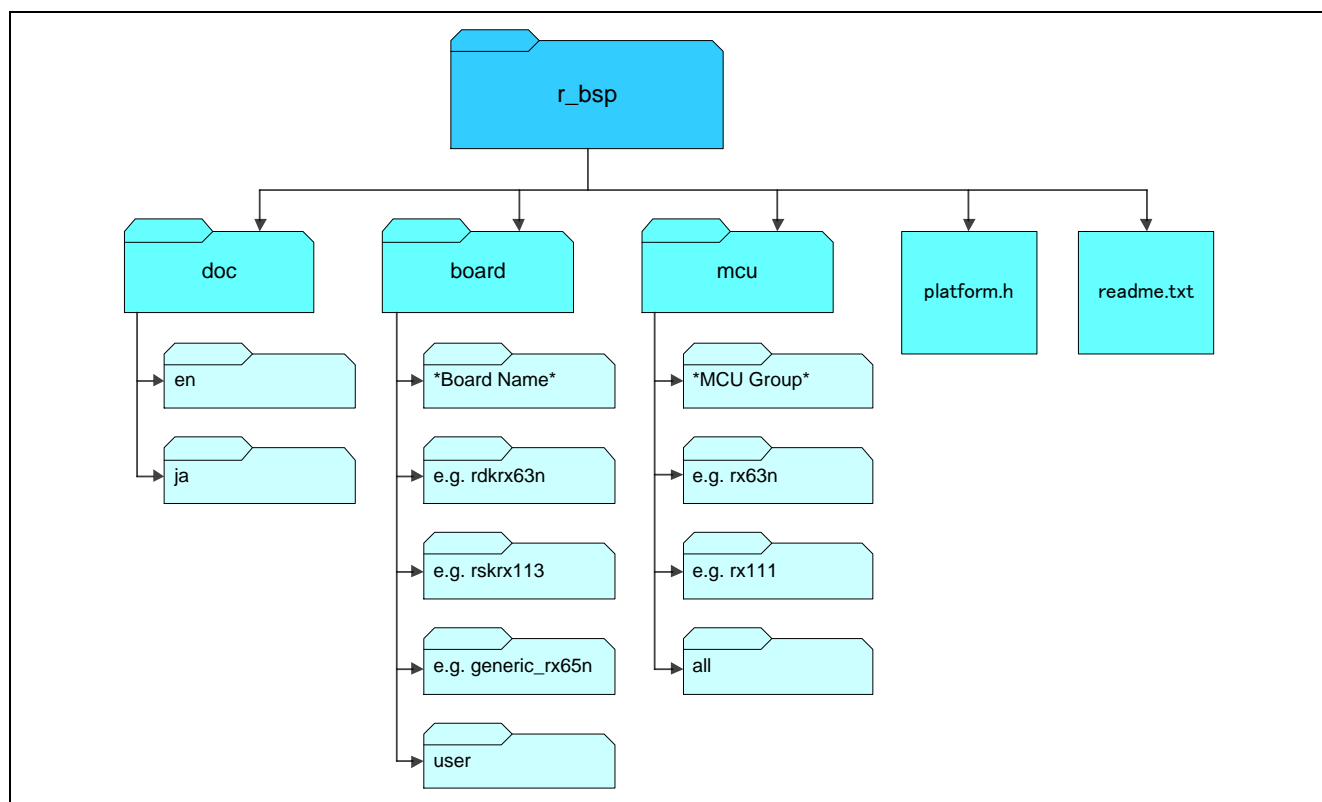 r_bsp
doc
board
mcu
platform.h
readme.txt
en
*Board Name*
*MCU Group*
ja
e.g. rdkrx63n
e.g. rx63n
e.g. rskrx113
e.g. rx111
e.g. generic_rx65n
all
user